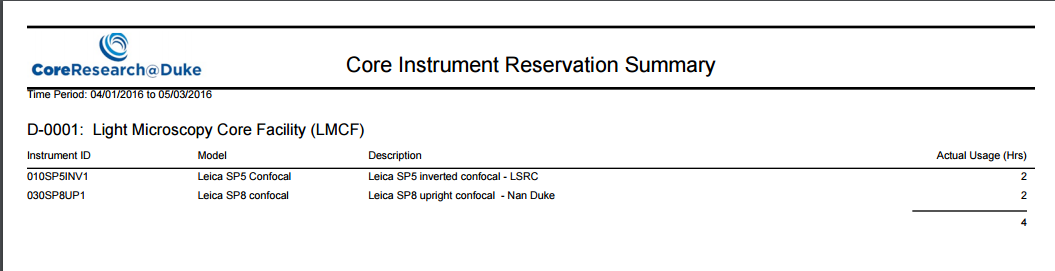 CoreResearch@Duke
Core Instrument Reservation Summary
Time Period: 04/01/2016 to 05/03/2016
D-0001: Light Microscopy Core Facility (LMCF)
Instrument ID Model Description Actual Usage (Hrs)
010SP5INV1 Leica SP5 Confocal Leica SP5 inverted confocal - LSRC 2
030SP8UP1 Leica SP8 confocal Leica SP8 upright confocal - Nan Duke 2
4